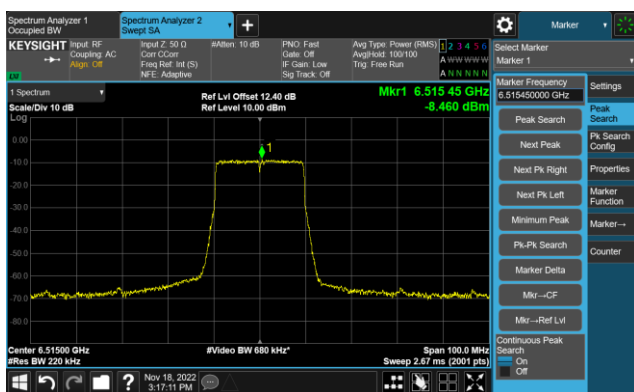 Spectrum Analyzer 1
Occupied BW
Spectrum Analyzer 2
Swept SA
Marker
KEYSIGHT
Input: RF
Coupling: AC
Align: Off
Input Z: 50 Ω
Corr CCorr
Freq Ref: Int (S)
NFE: Adaptive
#Atten: 10 dB
PNO: Fast
Gate: Off
IF Gain: Low
Sig Track: Off
Avg Type: Power (RMS)
Avg|Hold: 100/100
Trig: Free Run
1 2 3 4 5 6
A W W W W W
A N N N N N
LXI
1 Spectrum
Scale/Div 10 dB
Log
Ref Lvl Offset 12.40 dB
Ref Level 10.00 dBm
Mkr1 6.515 45 GHz
-8.460 dBm
1
0.00
-10.0
-20.0
-30.0
-40.0
-50.0
-60.0
-70.0
-80.0
Center 6.51500 GHz
#Res BW 220 kHz
#Video BW 680 kHz*
Span 100.0 MHz
Sweep 2.67 ms (2001 pts)
Select Marker
Marker 1
Marker Frequency
6.515450000 GHz
Peak Search
Next Peak
Next Pk Right
Next Pk Left
Minimum Peak
Pk-Pk Search
Marker Delta
Mkr→CF
Mkr→Ref Lvl
Continuous Peak
Search
On
Off
Settings
Peak
Search
Pk Search
Config
Properties
Marker
Function
Marker→
Counter
?
Nov 18, 2022
3:17:11 PM